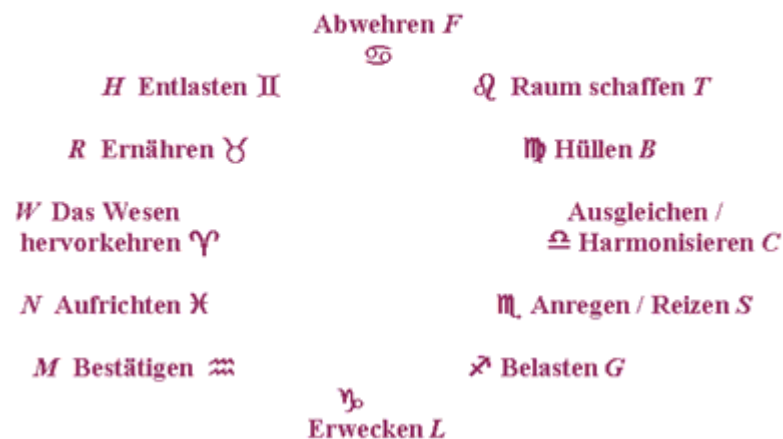 Abwehren F
♋
H Entlasten ♊ ♌ Raum schaffen T
R Ernähren ♉ ♍ Hüllen B
W Das Wesen Ausgleichen /
hervorkehren ♈ ♎ Harmonisieren C
N Aufrichten ♓ ♏ Anregen / Reizen S
M Bestätigen ♒ ♐ Belasten G
♑
Erwecken L